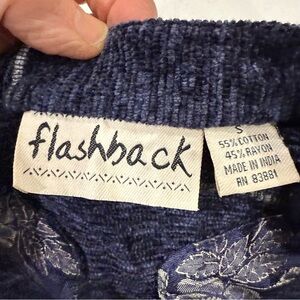 flashback
S
55% COTTON
45% RAYON
MADE IN INDIA
RN 83881